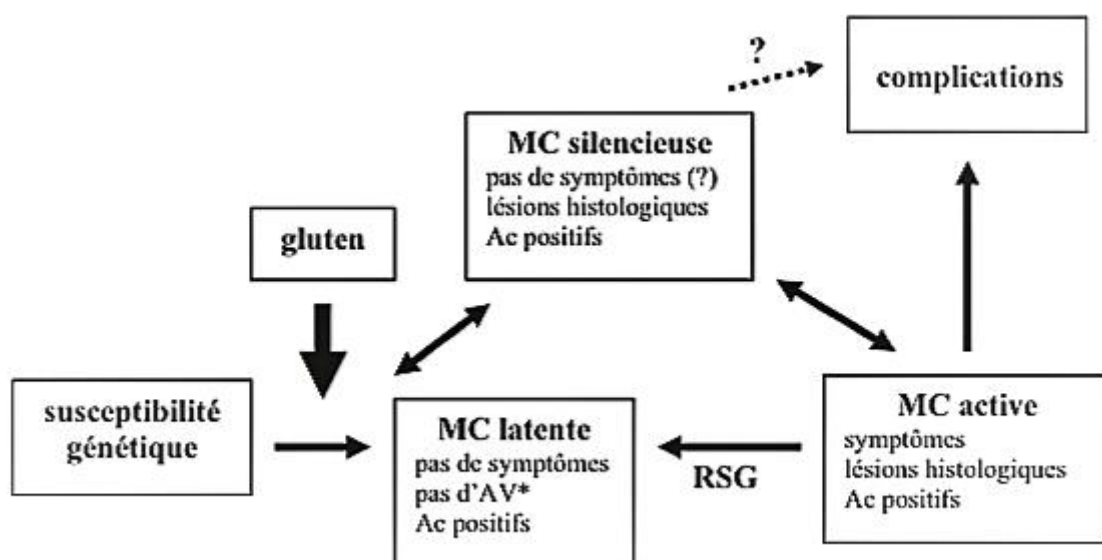 ?
complications
MC silencieuse
pas de symptômes (?)
lésions histologiques
Ac positifs
gluten
susceptibilité
génétique
MC latente
pas de symptômes
pas d'AV*
Ac positifs
RSG
MC active
symptômes
lésions histologiques
Ac positifs